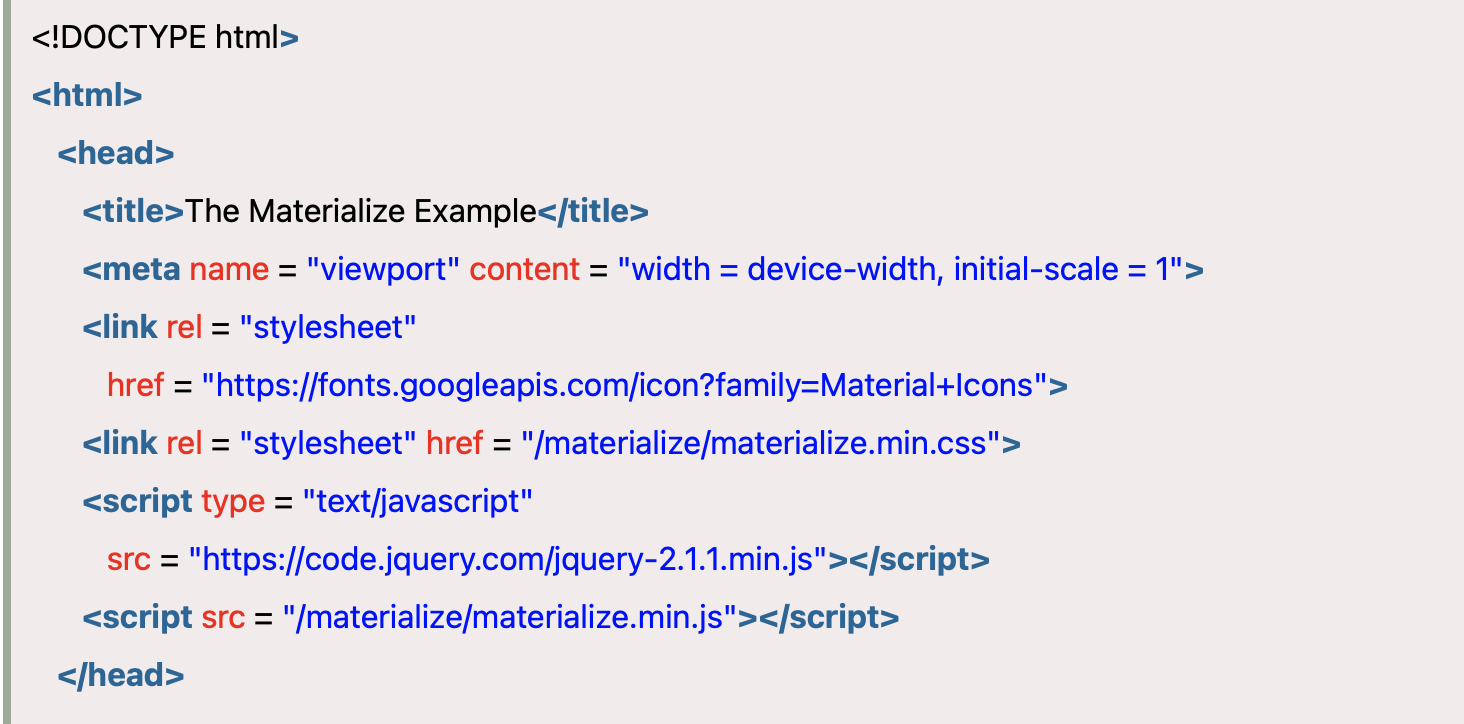 <!DOCTYPE html>
<html>
<head>
<title>The Materialize Example</title>
<meta name = "viewport" content = "width = device-width, initial-scale = 1">
<link rel = "stylesheet"
href = "https://fonts.googleapis.com/icon?family=Material+Icons">
<link rel = "stylesheet" href = "/materialize/materialize.min.css">
<script type = "text/javascript"
src = "https://code.jquery.com/jquery-2.1.1.min.js"></script>
<script src = "/materialize/materialize.min.js"></script>
</head>